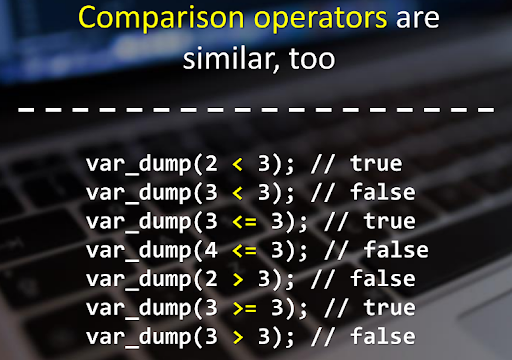 Comparison operators are
similar, too
var_dump(2 < 3); // true
var_dump(3 < 3); // false
var_dump(3 <= 3); // true
var_dump(4 <= 3); // false
var_dump(2 > 3); // false
var_dump(3 >= 3); // true
var_dump(3 > 3); // false